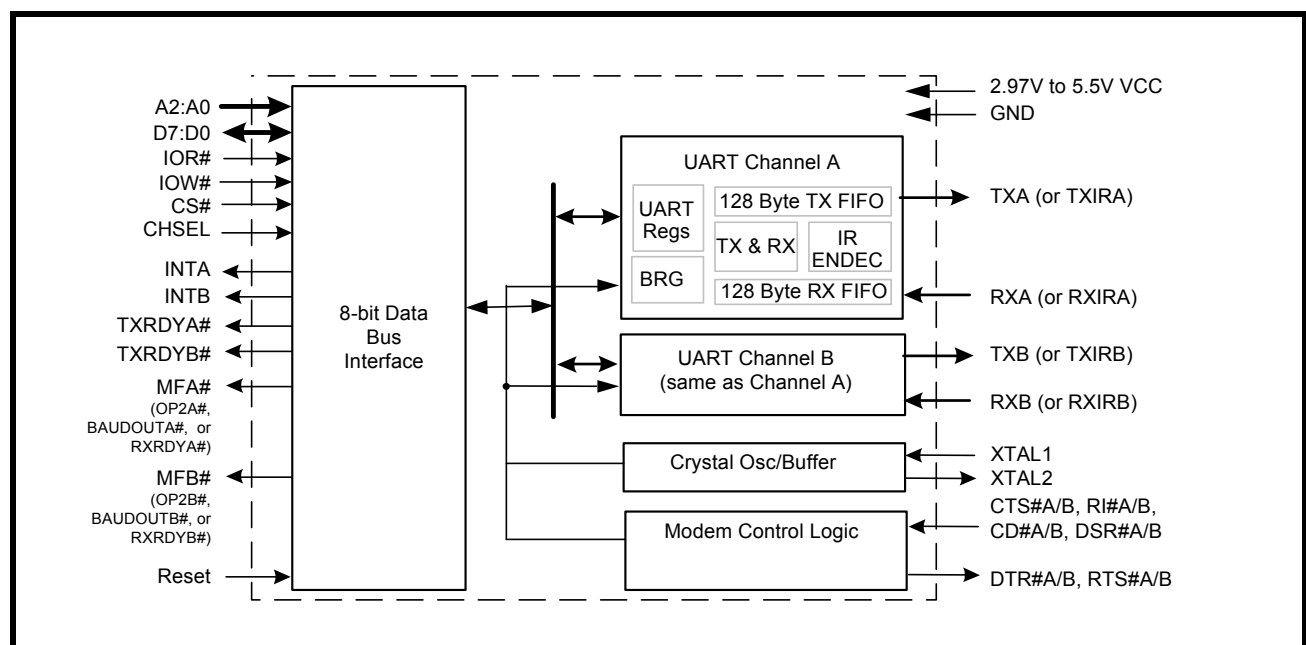 A2:A0
D7:D0
IOR#
IOW#
CS#
CHSEL
INTA
INTB
TXRDYA#
TXRDYB#
MFA#
(OP2A#,
BAUDOUTA#, or
RXRDYA#)
MFB#
(OP2B#,
BAUDOUTB#, or
RXRDYB#)
Reset
8-bit Data
Bus
Interface
UART Channel A
UART
Regs
BRG
128 Byte TX FIFO
TX & RX
IR
ENDEC
128 Byte RX FIFO
UART Channel B
(same as Channel A)
Crystal Osc/Buffer
Modem Control Logic
2.97V to 5.5V VCC
GND
TXA (or TXIRA)
RXA (or RXIRA)
TXB (or TXIRB)
RXB (or RXIRB)
XTAL1
XTAL2
CTS#A/B, RI#A/B,
CD#A/B, DSR#A/B
DTR#A/B, RTS#A/B